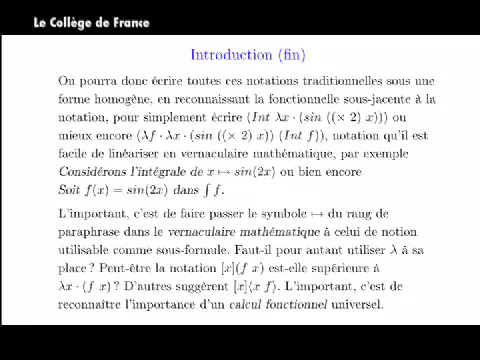 Le Collège de France
Introduction (fin)
On pourra donc écrire toutes ces notations traditionnelles sous une
forme homogène, en reconnaissant la fonctionnelle sous-jacente à la
notation, pour simplement écrire (Int λx · (sin ((× 2) x))) ou
mieux encore (λf · λx · (sin ((× 2) x)) (Int f)), notation qu'il est
facile de linéariser en vernaculaire mathématique, par exemple
Considérons l'intégrale de x ↦ sin(2x) ou bien encore
Soit f(x) = sin(2x) dans ∫ f.
L'important, c'est de faire passer le symbole ↦ du rang de
paraphrase dans le vernaculaire mathématique à celui de notion
utilisable comme sous-formule. Faut-il pour autant utiliser λ à sa
place ? Peut-être la notation [x](f x) est-elle supérieure à
λx · (f x) ? D'autres suggèrent [x]⟨x f⟩. L'important, c'est de
reconnaître l'importance d'un calcul fonctionnel universel.